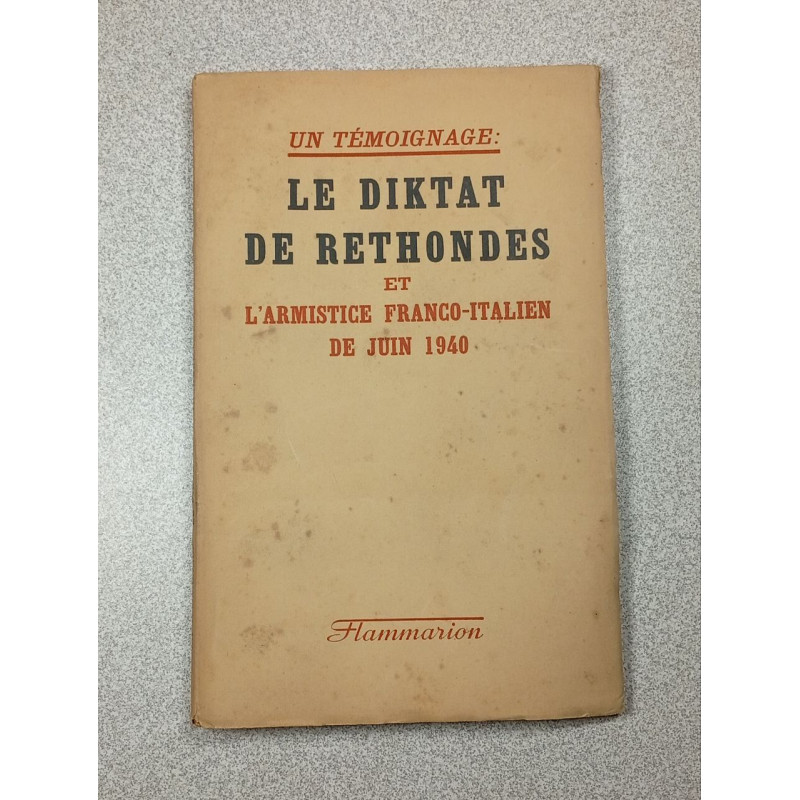 UN TÉMOIGNAGE:
LE DIKTAT
DE RETHONDES
ET
L'ARMISTICE FRANCO-ITALIEN
DE JUIN 1940
Flammarion